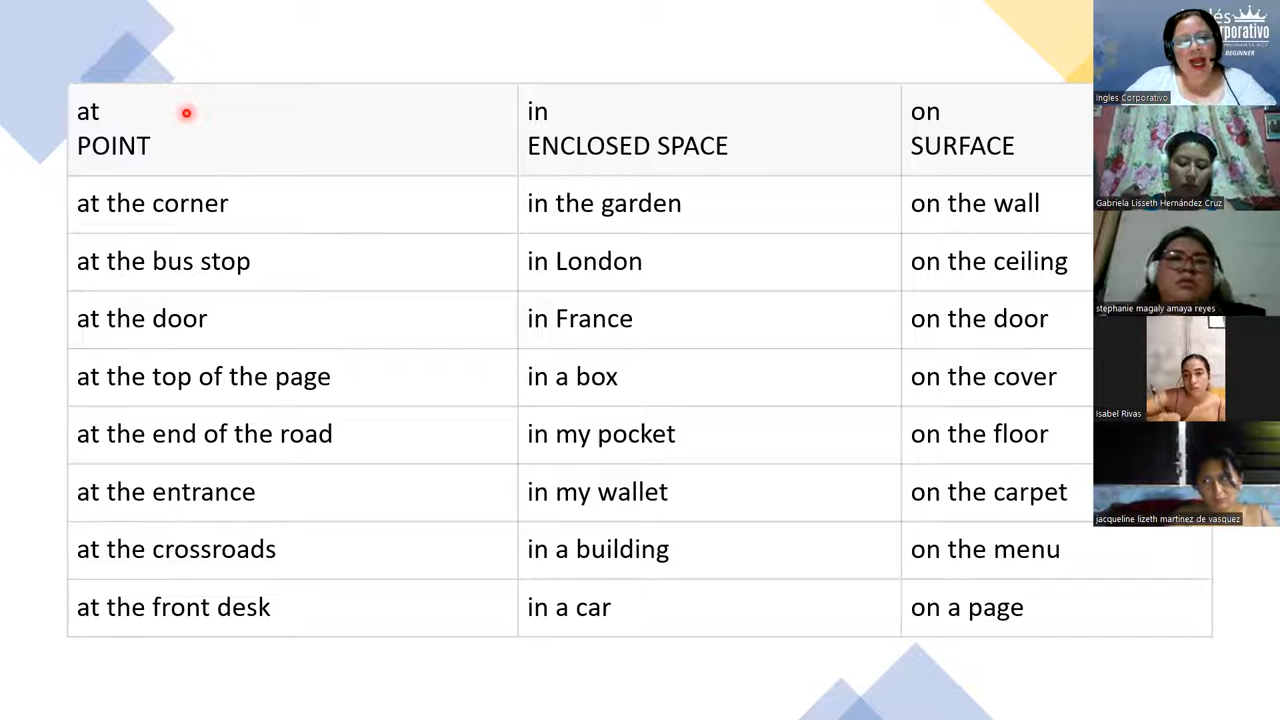 at
POINT
in
ENCLOSED SPACE
on
SURFACE
at the corner
in the garden
on the wall
at the bus stop
in London
on the ceiling
at the door
in France
on the door
at the top of the page
in a box
on the cover
at the end of the road
in my pocket
on the floor
at the entrance
in my wallet
on the carpet
at the crossroads
in a building
on the menu
at the front desk
in a car
on a page
BEGINNER
Ingles Corporativo
Gabriela Lisseth Hernández Cruz
stephanie magaly amaya reyes
Isabel Rivas
jacqueline lizeth martinez de vasquez